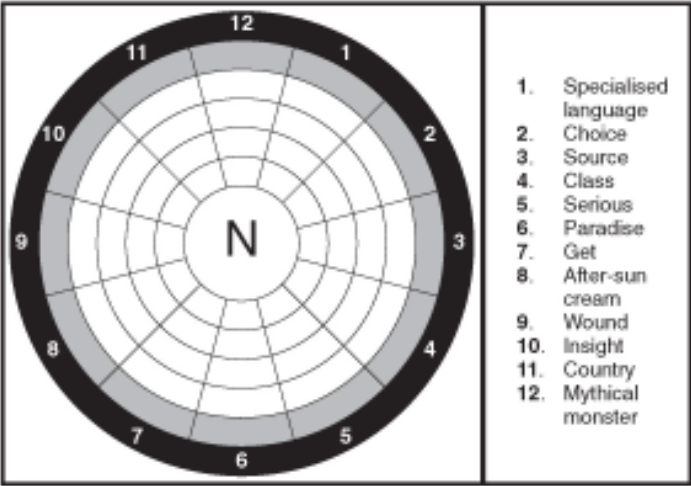 12
11
1
10
2
N
9
3
8
4
7
5
6
1. Specialised
language
2. Choice
3. Source
4. Class
5. Serious
6. Paradise
7. Get
8. After-sun
cream
9. Wound
10. Insight
11. Country
12. Mythical
monster